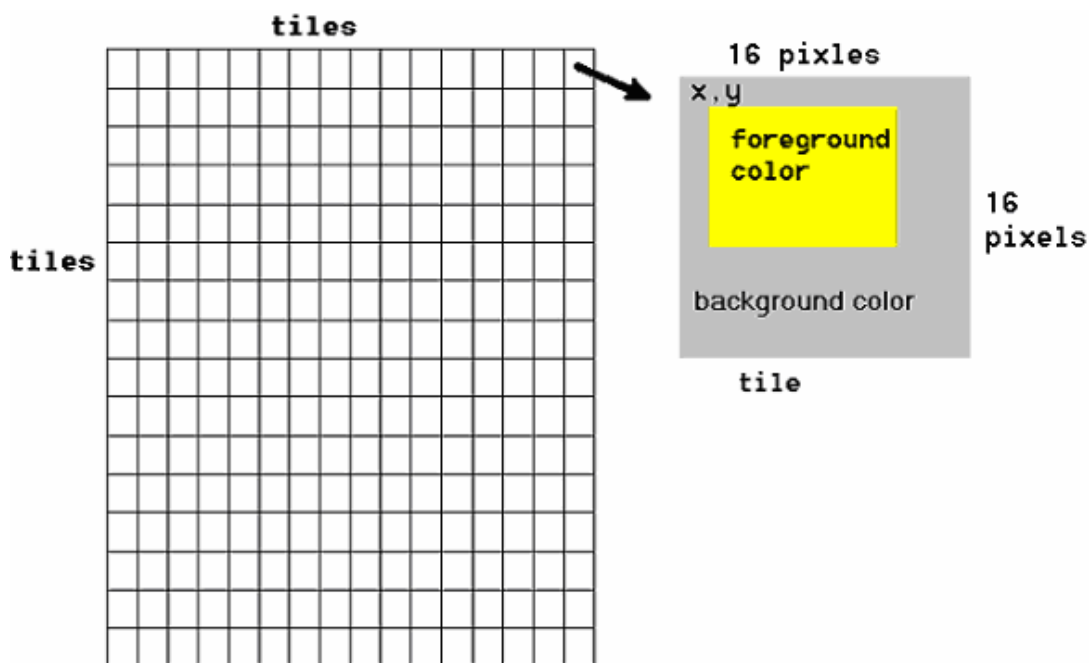 tiles
16 pixles
x,y
foreground
color
16
pixels
tiles
background color
tile